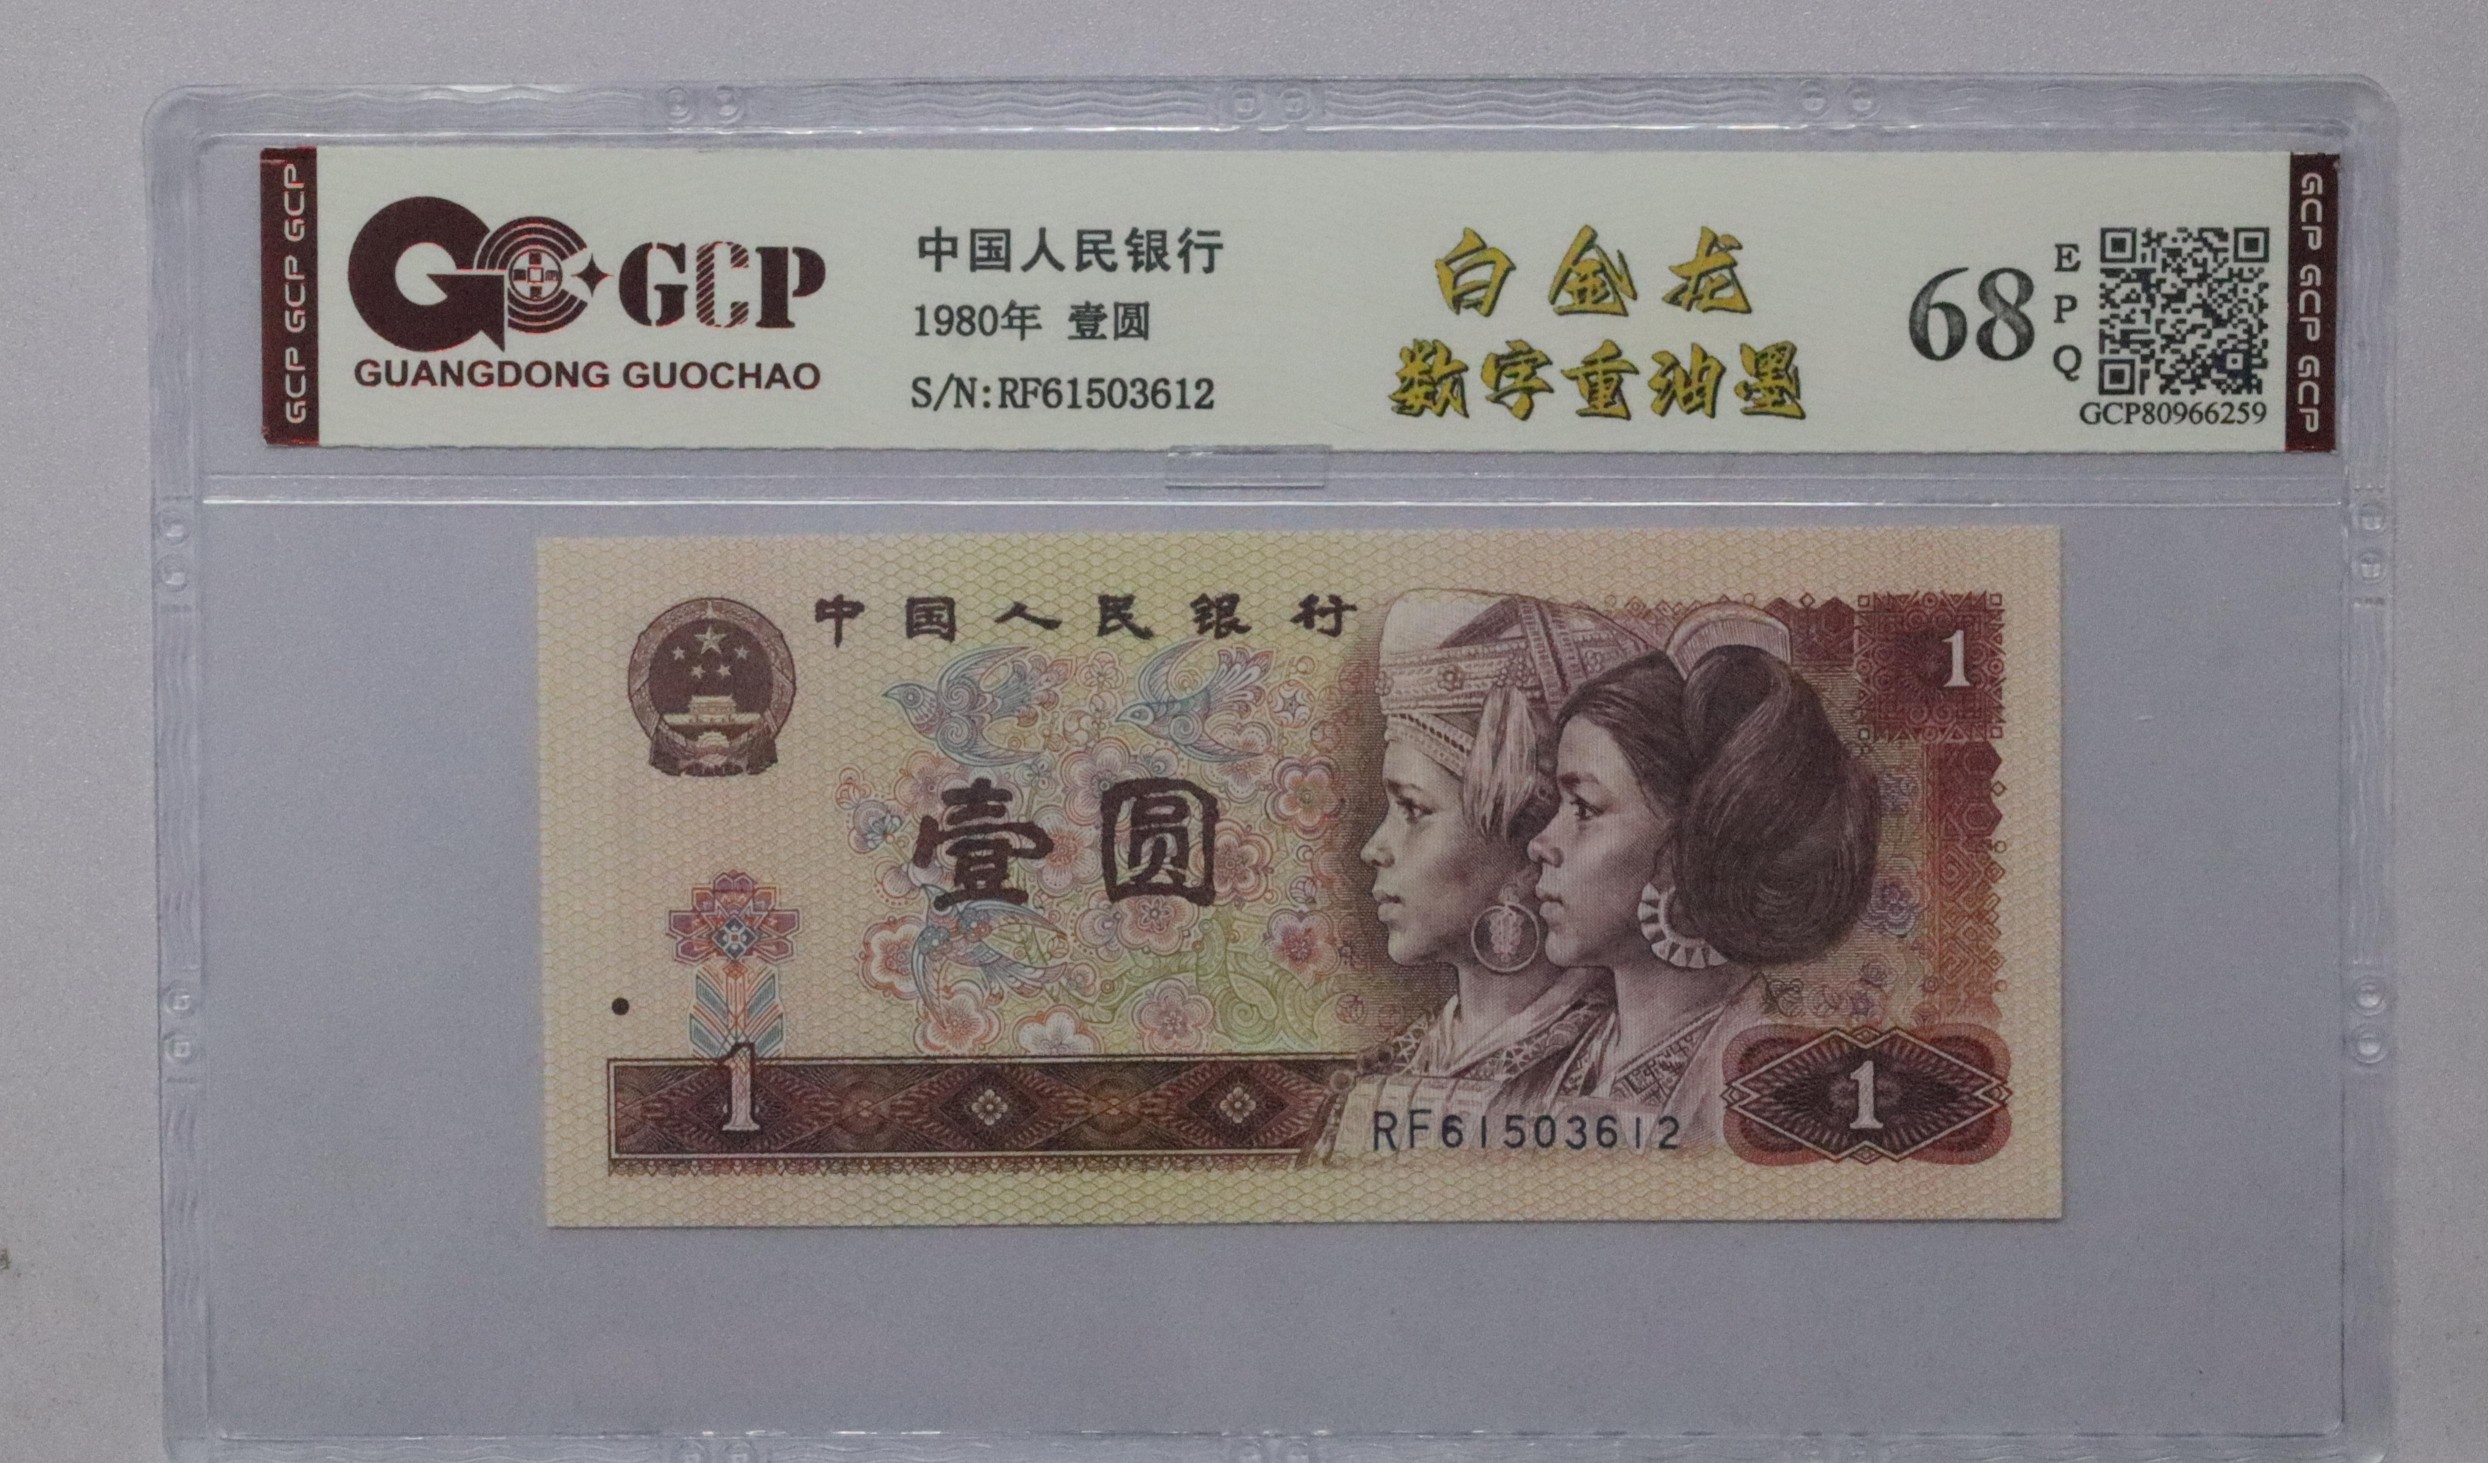 GCP GCP GCP
GCP
GUANGDONG GUOCHAO
中国人民银行
1980年 壹圆
S/N:RF61503612
白金龙
数字重油墨
68
EPQ
GCP80966259
GCP GCP GCP
中国人民银行
1
壹圆
1
RF61503612
1